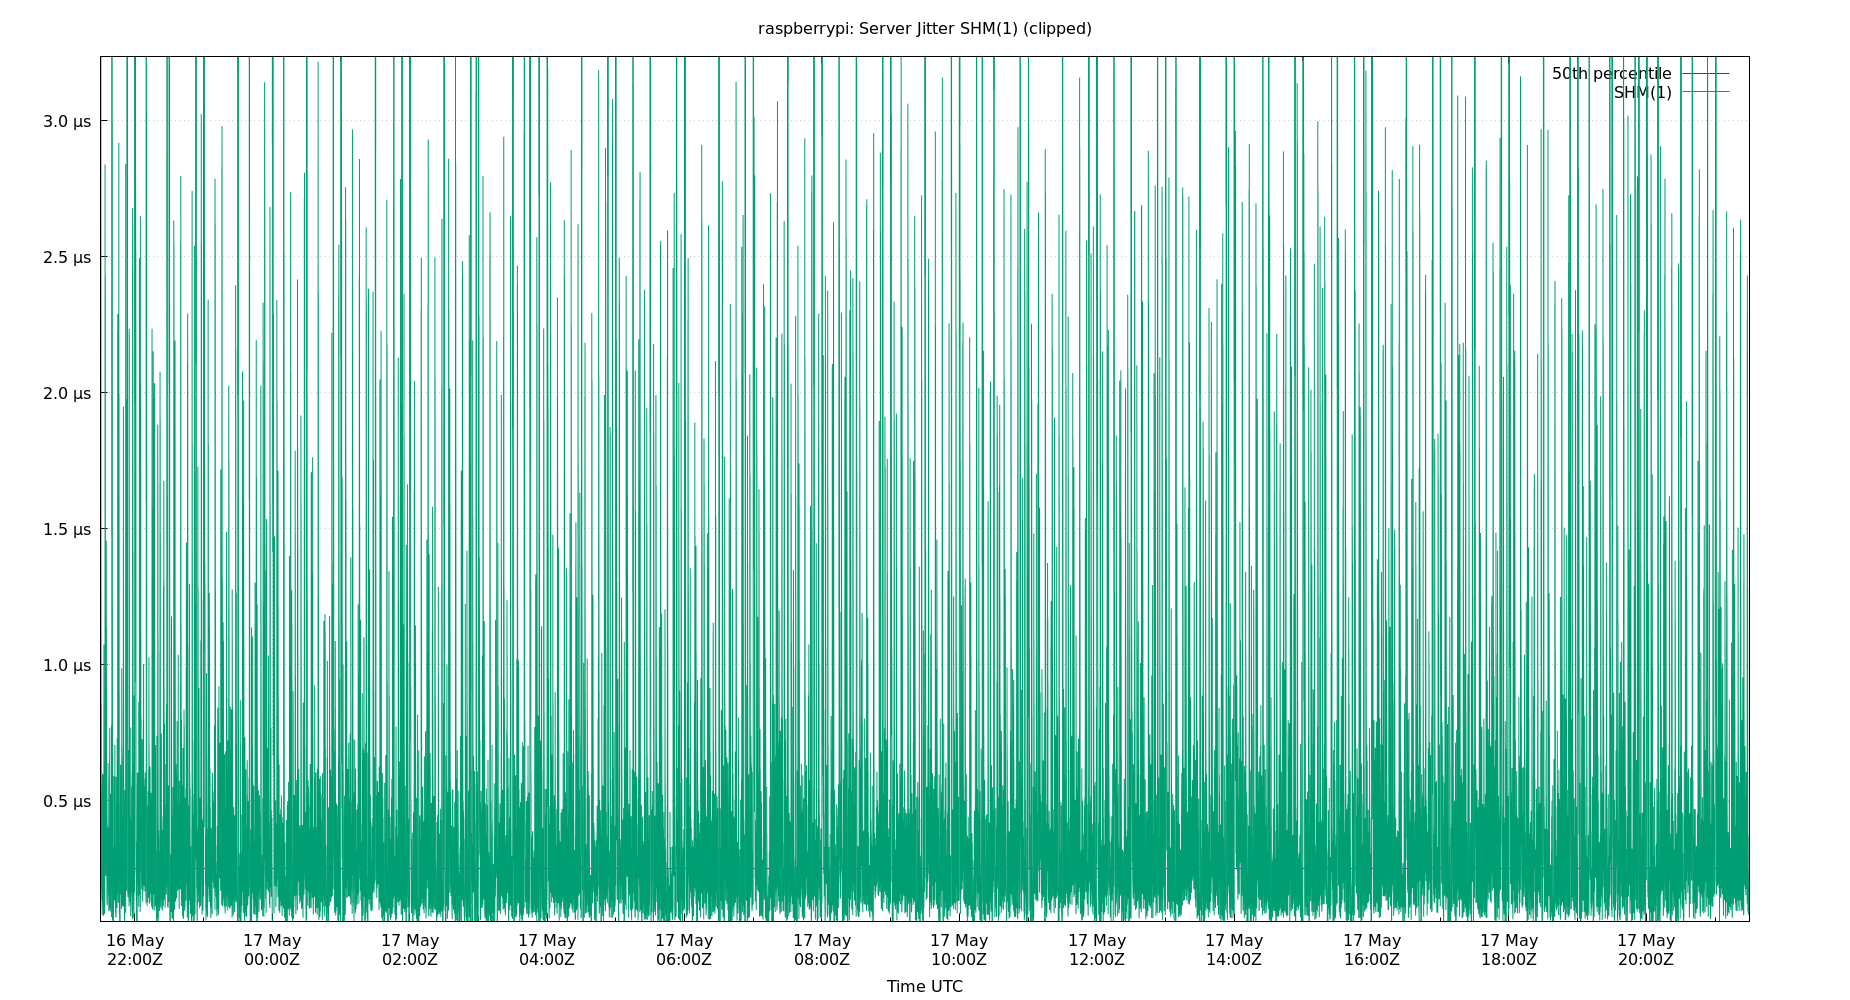 raspberrypi: Server Jitter SHM(1) (clipped)
50th percentile
SHM(1)
3.0 µs
2.5 µs
2.0 µs
1.5 µs
1.0 µs
0.5 µs
16 May 17 May 17 May 17 May 17 May 17 May 17 May 17 May 17 May 17 May 17 May 17 May
22:00Z 00:00Z 02:00Z 04:00Z 06:00Z 08:00Z 10:00Z 12:00Z 14:00Z 16:00Z 18:00Z 20:00Z
Time UTC